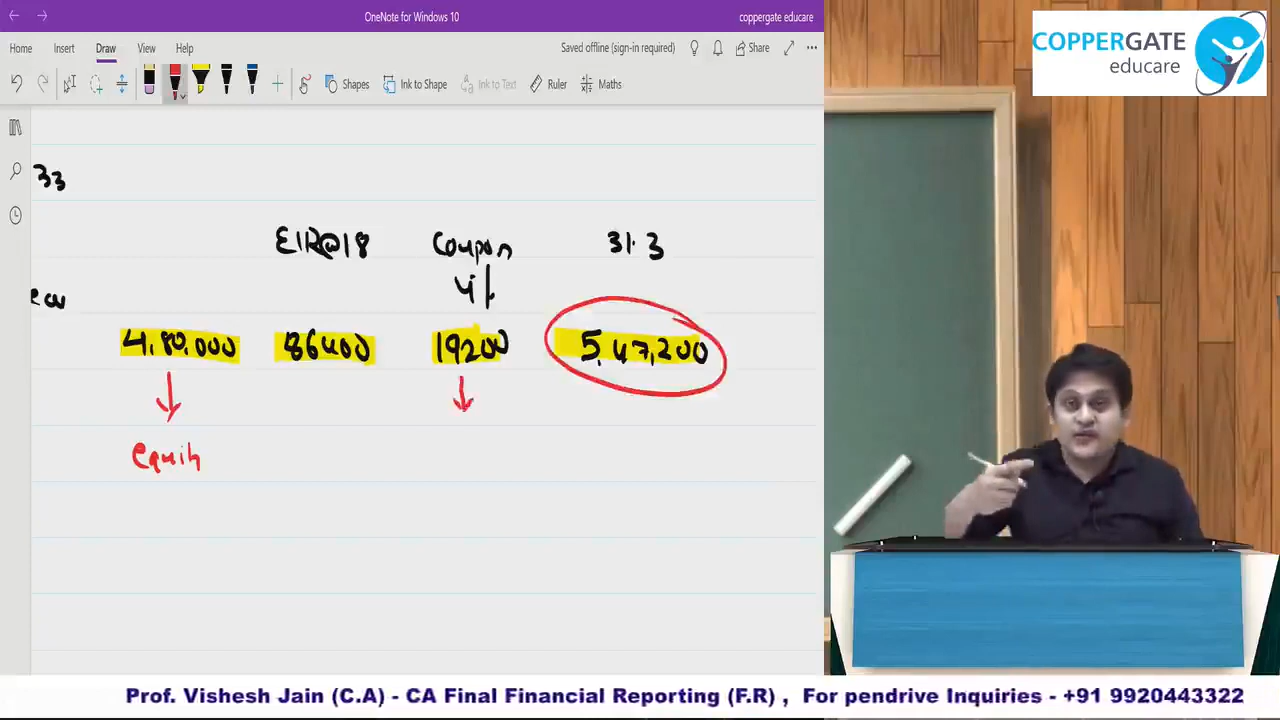 OneNote for Windows 10
coppergate educare
Home Insert Draw View Help
Saved offline (sign-in required)
Share
Shapes
Ink to Shape
Ink to Text
Ruler
Maths
COPPERGATE
educare
33
EIR@18 Coupon 31.3
4%
4,80,000 86400 19200 5,47,200
equity
Prof. Vishesh Jain (C.A) - CA Final Financial Reporting (F.R) , For pendrive Inquiries - +91 9920443322